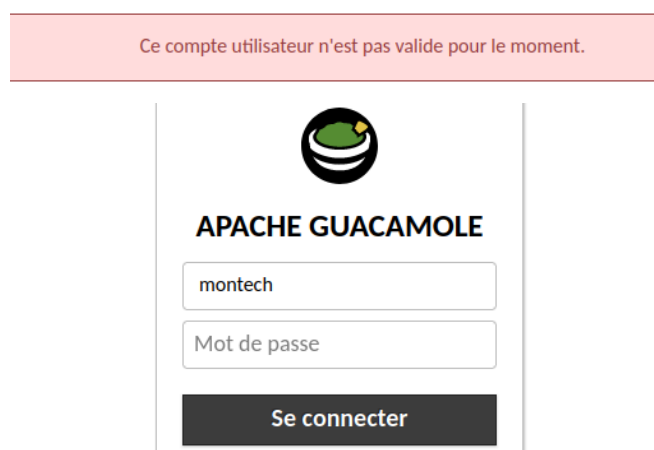 Ce compte utilisateur n'est pas valide pour le moment.
APACHE GUACAMOLE
montech
Mot de passe
Se connecter